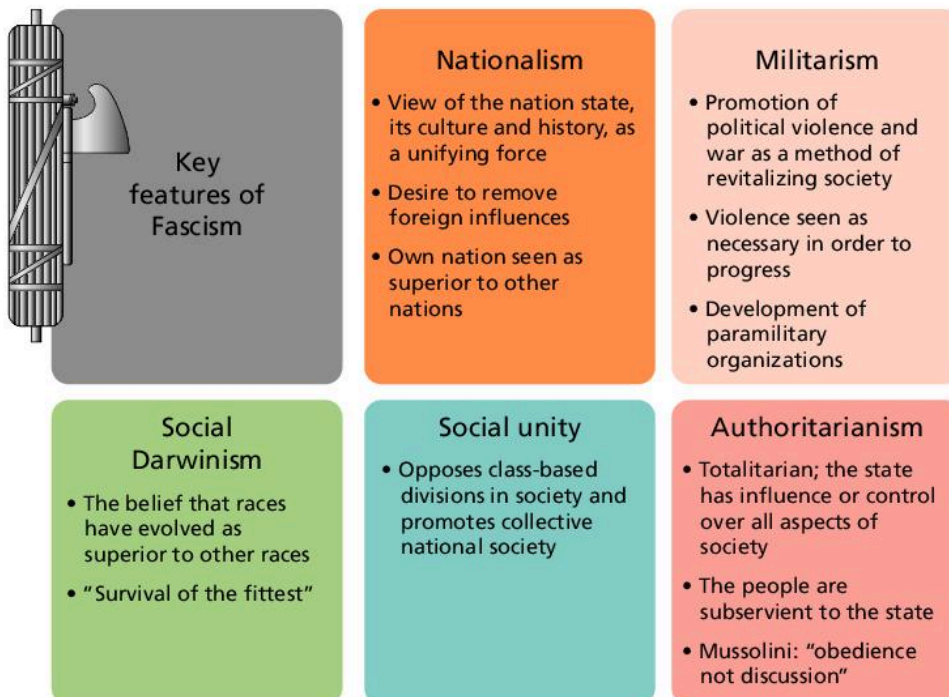 Key
features of
Fascism
Nationalism
• View of the nation state,
its culture and history, as
a unifying force
• Desire to remove
foreign influences
• Own nation seen as
superior to other
nations
Militarism
• Promotion of
political violence and
war as a method of
revitalizing society
• Violence seen as
necessary in order to
progress
• Development of
paramilitary
organizations
Social
Darwinism
• The belief that races
have evolved as
superior to other races
• "Survival of the fittest"
Social unity
• Opposes class-based
divisions in society and
promotes collective
national society
Authoritarianism
• Totalitarian; the state
has influence or control
over all aspects of
society
• The people are
subservient to the state
• Mussolini: "obedience
not discussion"